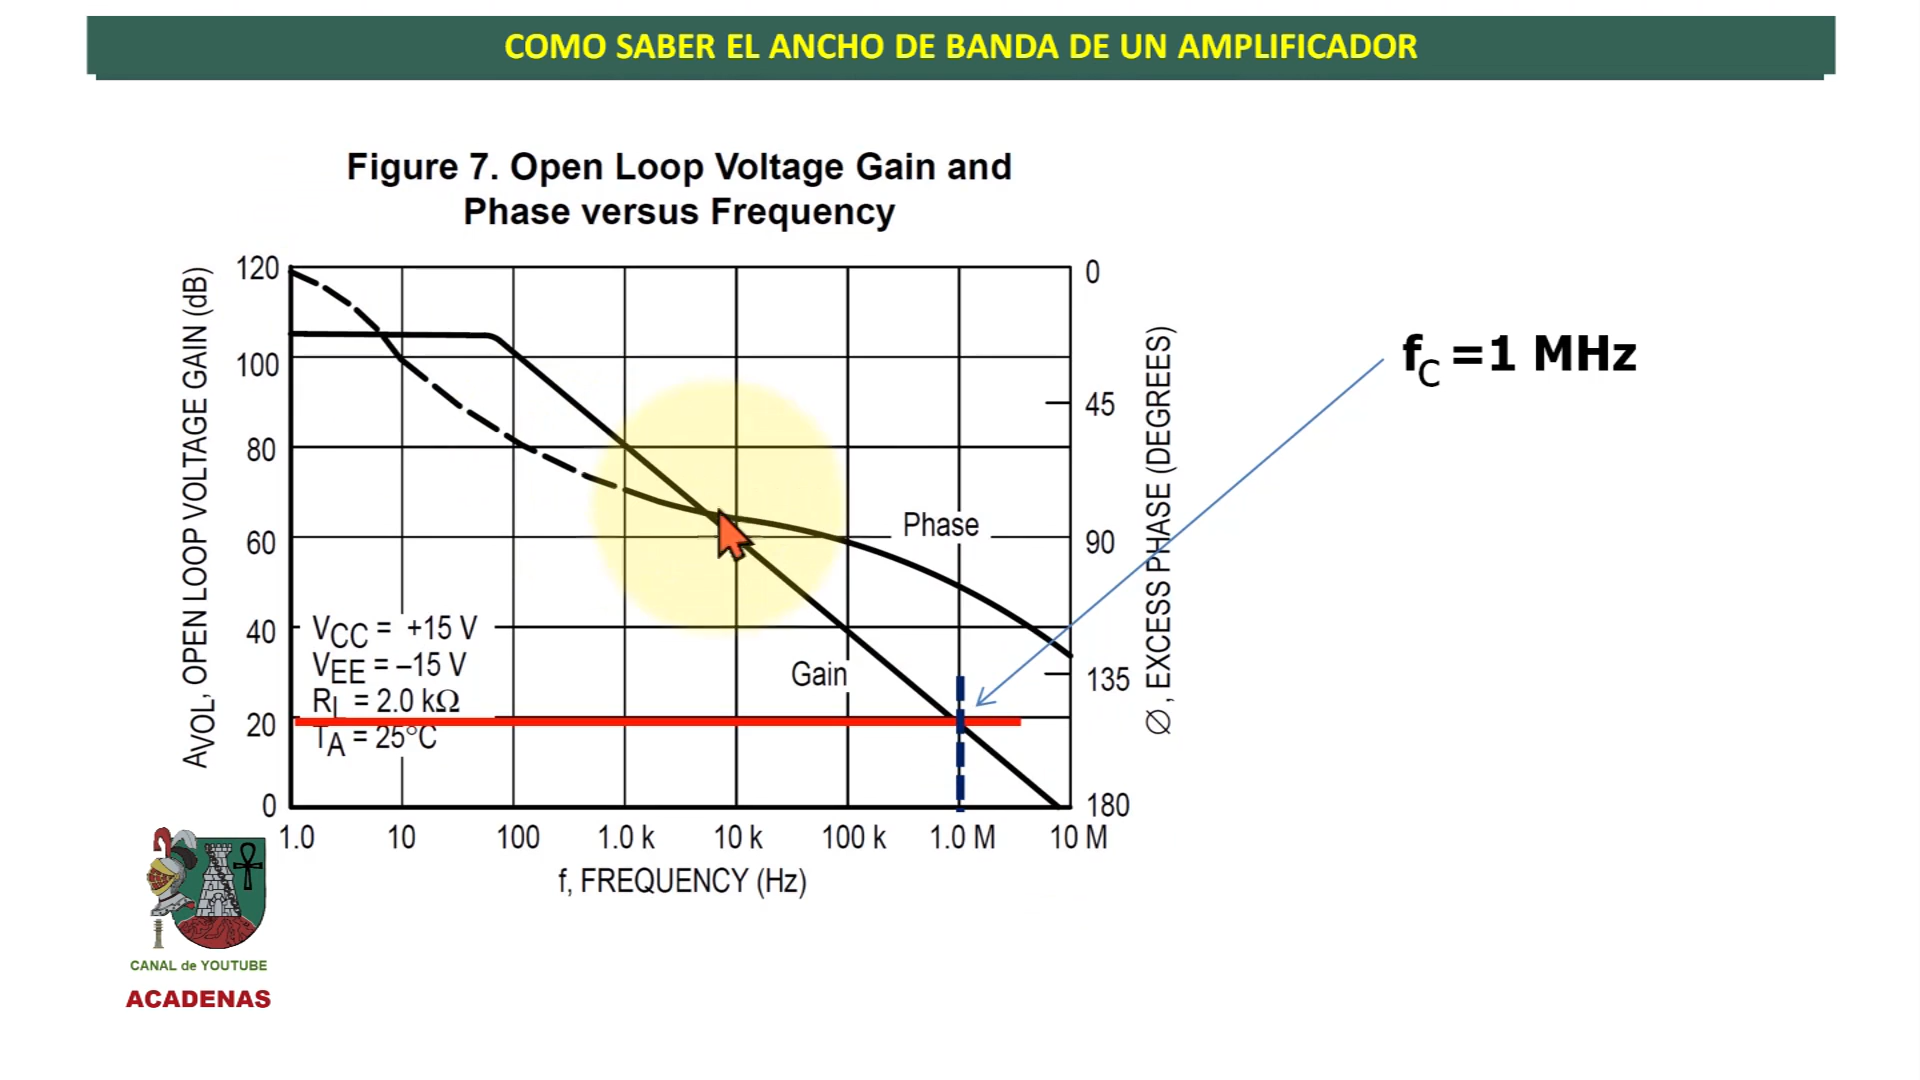 COMO SABER EL ANCHO DE BANDA DE UN AMPLIFICADOR
Figure 7. Open Loop Voltage Gain and
Phase versus Frequency
AVOL, OPEN LOOP VOLTAGE GAIN (dB)
120
100
80
60
40
20
0
0
45
90
135
180
∅, EXCESS PHASE (DEGREES)
fC =1 MHz
Phase
Gain
VCC = +15 V
VEE = –15 V
RL = 2.0 kΩ
TA = 25°C
1.0 10 100 1.0 k 10 k 100 k 1.0 M 10 M
f, FREQUENCY (Hz)
CANAL de YOUTUBE
ACADENAS